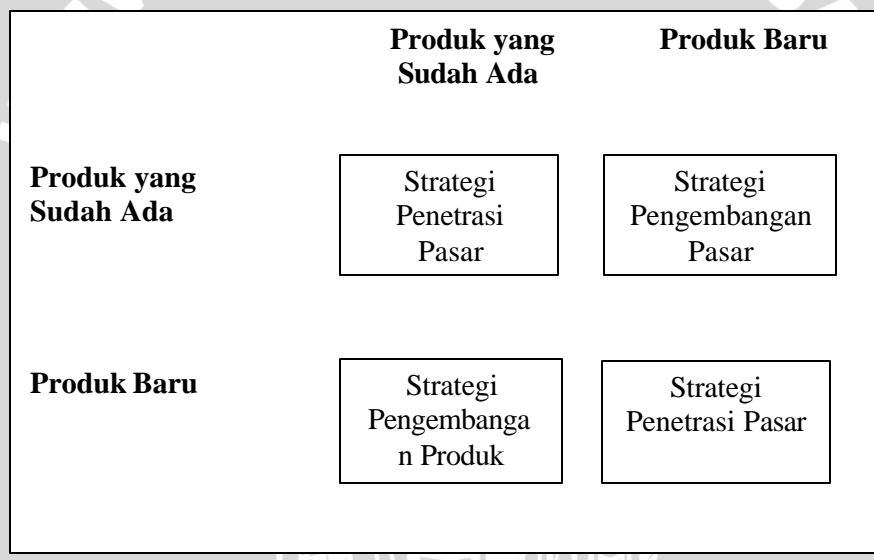 Produk yang
Sudah Ada
Produk Baru
Produk yang
Sudah Ada
Strategi
Penetrasi
Pasar
Strategi
Pengembangan
Pasar
Produk Baru
Strategi
Pengembanga
n Produk
Strategi
Penetrasi Pasar